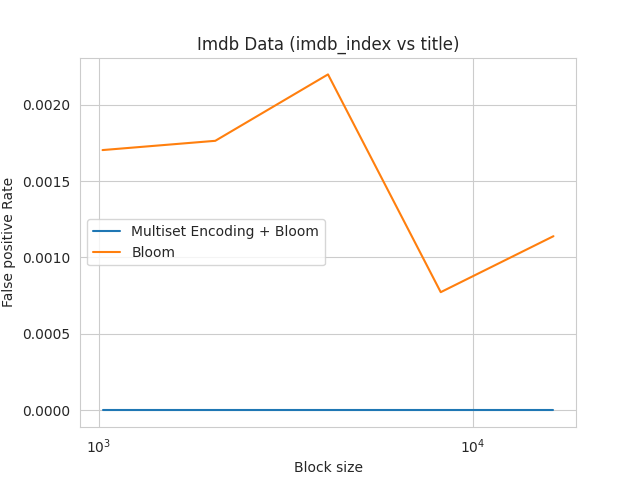 Imdb Data (imdb_index vs title)
False positive Rate
0.0020
0.0015
0.0010
0.0005
0.0000
Multiset Encoding + Bloom
Bloom
10³
10⁴
Block size